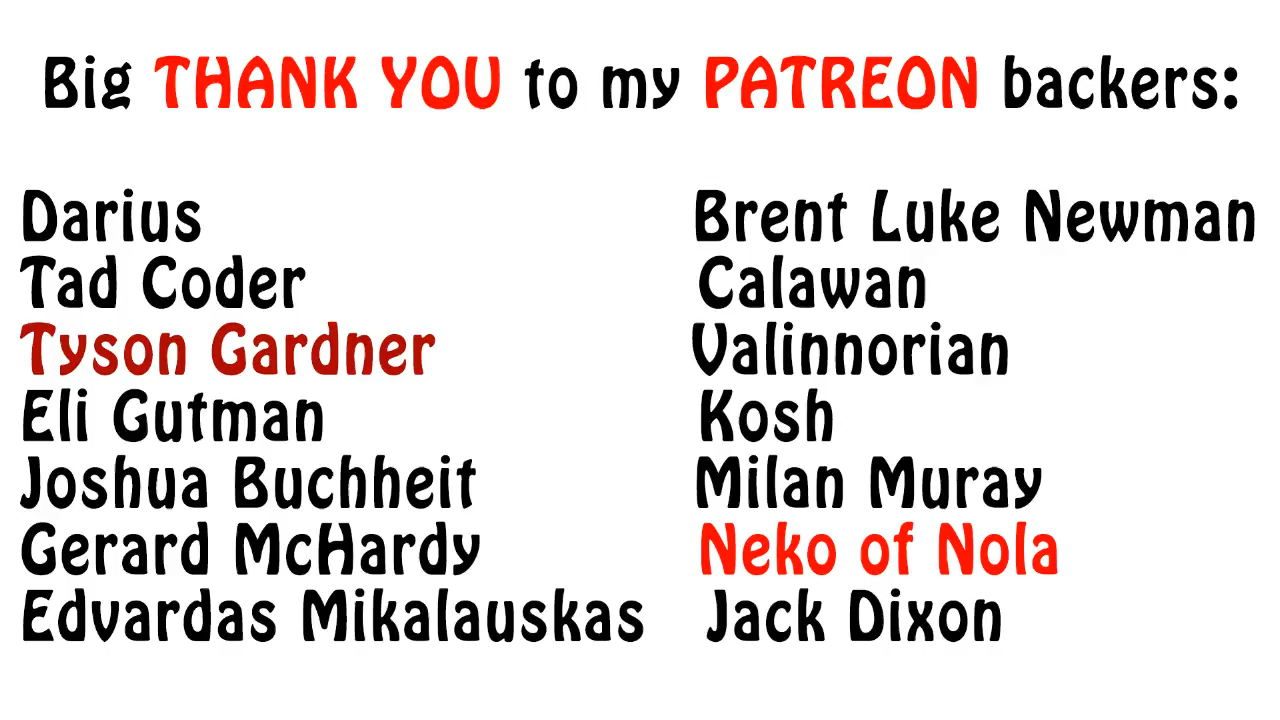 Big THANK YOU to my PATREON backers:
Darius
Tad Coder
Tyson Gardner
Eli Gutman
Joshua Buchheit
Gerard McHardy
Edvardas Mikalauskas
Brent Luke Newman
Calawan
Valinnorian
Kosh
Milan Muray
Neko of Nola
Jack Dixon